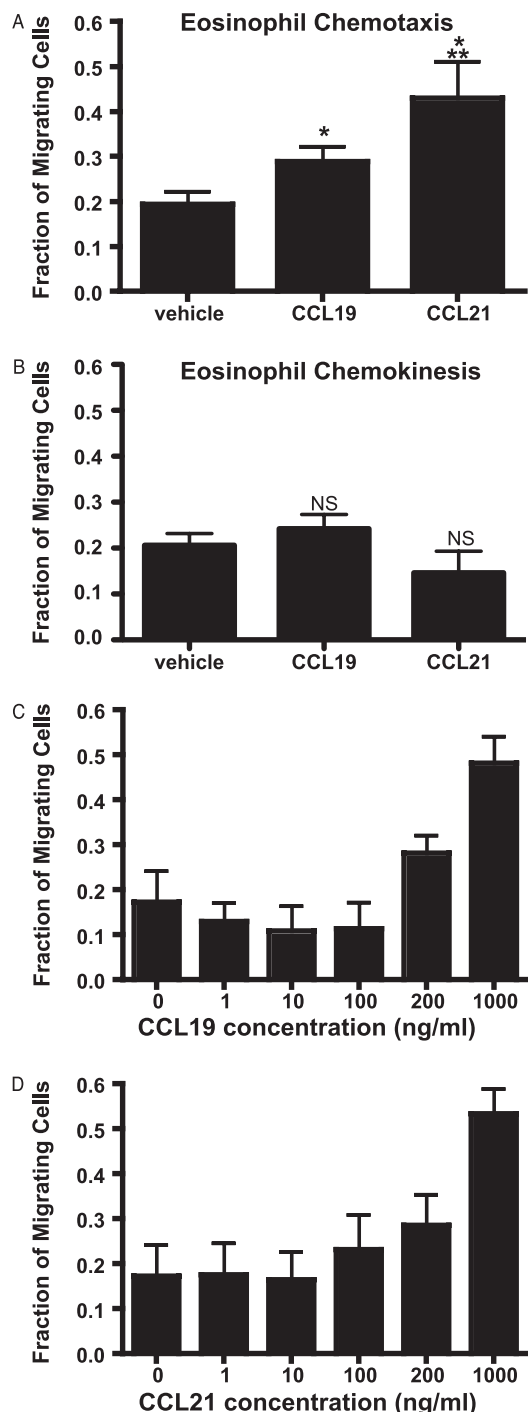 A
Eosinophil Chemotaxis
Fraction of Migrating Cells
0.6
0.5
0.4
0.3
0.2
0.1
0.0
*
*
**
vehicle CCL19 CCL21
B
Eosinophil Chemokinesis
Fraction of Migrating Cells
0.6
0.5
0.4
0.3
0.2
0.1
0.0
NS
NS
vehicle CCL19 CCL21
C
Fraction of Migrating Cells
0.6
0.5
0.4
0.3
0.2
0.1
0.0
0 1 10 100 200 1000
CCL19 concentration (ng/ml)
D
Fraction of Migrating Cells
0.6
0.5
0.4
0.3
0.2
0.1
0.0
0 1 10 100 200 1000
CCL21 concentration (ng/ml)